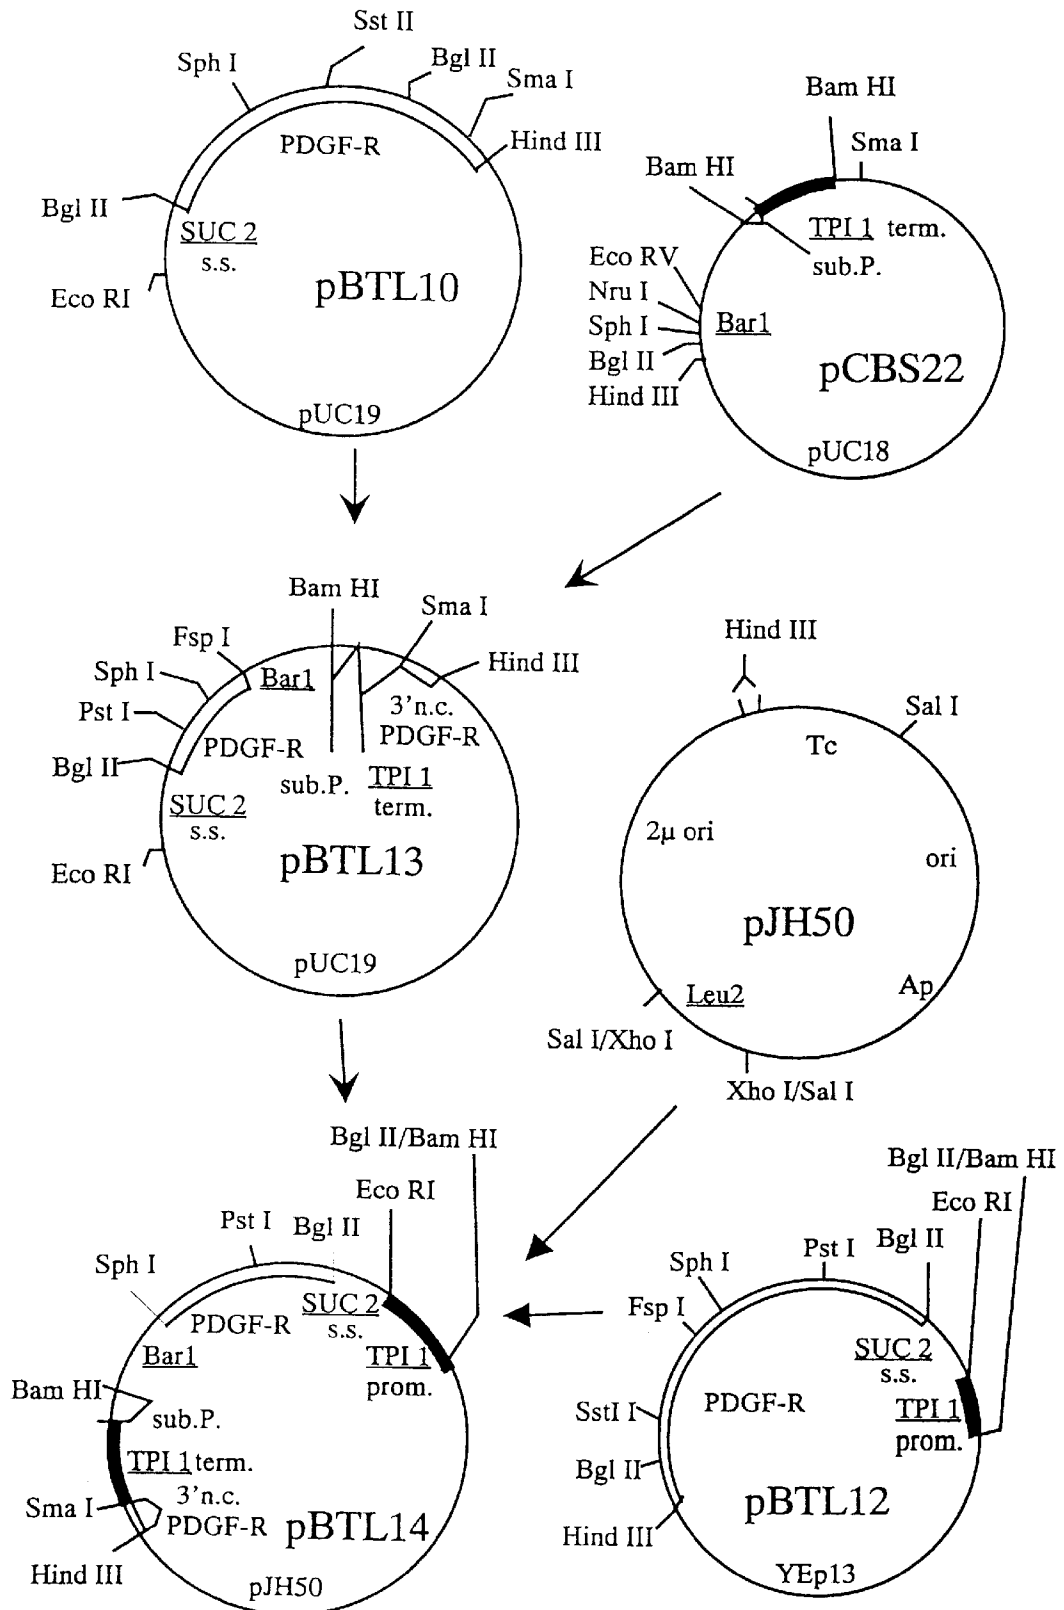 Sst II
Sph I
Bgl II
Sma I
Hind III
PDGF-R
Bgl II
SUC 2
s.s.
Eco RI
pBTL10
pUC19
Bam HI
Sma I
Bam HI
TPI 1 term.
sub.P.
Eco RV
Nru I
Sph I
Bgl II
Hind III
Bar1
pCBS22
pUC18
Bam HI
Sma I
Fsp I
Hind III
Sph I
Bar1
Pst I
3'n.c.
PDGF-R
PDGF-R
Bgl II
sub.P.
TPI 1
term.
SUC 2
s.s.
Eco RI
pBTL13
pUC19
Hind III
Sal I
Tc
2μ ori
ori
pJH50
Leu2
Ap
Sal I/Xho I
Xho I/Sal I
Bgl II/Bam HI
Eco RI
Pst I
Bgl II
Sph I
SUC 2
s.s.
PDGF-R
Bar1
TPI 1
prom.
Bam HI
sub.P.
TPI 1 term.
Sma I
3'n.c.
PDGF-R
pBTL14
Hind III
pJH50
Bgl II/Bam HI
Eco RI
Pst I
Bgl II
Sph I
Fsp I
SUC 2
s.s.
PDGF-R
TPI 1
prom.
SstI I
Bgl II
pBTL12
Hind III
YEp13